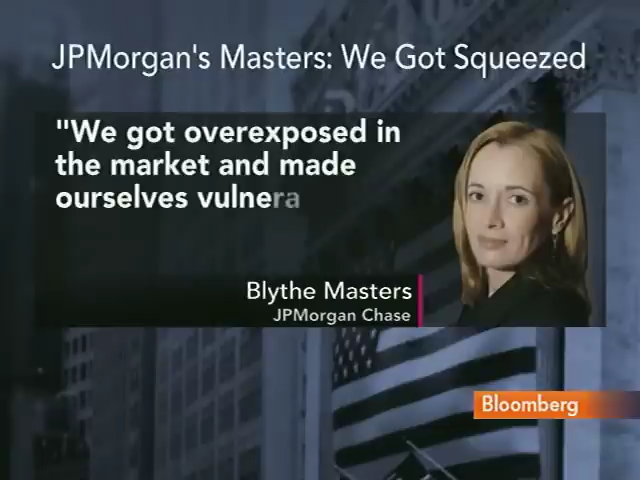 JPMorgan's Masters: We Got Squeezed
"We got overexposed in
the market and made
ourselves vulnera
Blythe Masters
JPMorgan Chase
Bloomberg